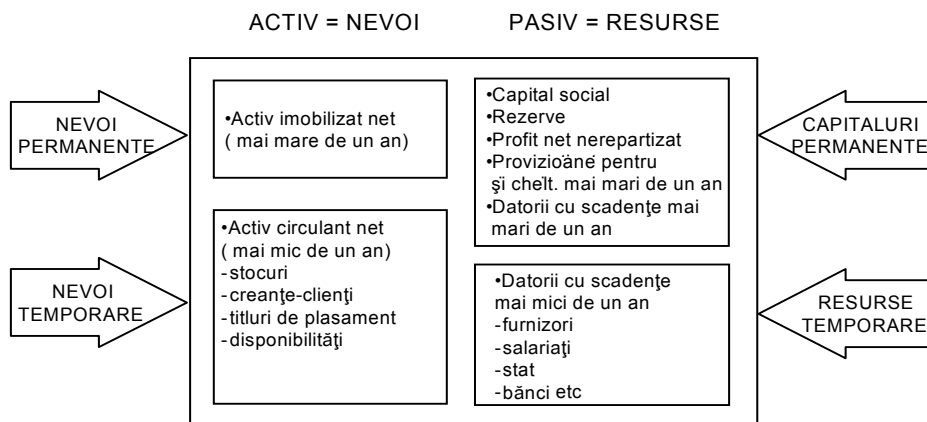 ACTIV = NEVOI
PASIV = RESURSE
NEVOI
PERMANENTE
•Activ imobilizat net
( mai mare de un an)
•Capital social
•Rezerve
•Profit net nerepartizat
•Provizioäne pentru
şi chelt. mai mari de un an
•Datorii cu scadenţe mai
mari de un an
CAPITALURI
PERMANENTE
NEVOI
TEMPORARE
•Activ circulant net
( mai mic de un an)
-stocuri
-creanţe-clienţi
-titluri de plasament
-disponibilităţi
•Datorii cu scadenţe
mai mici de un an
-furnizori
-salariaţi
-stat
-bănci etc
RESURSE
TEMPORARE